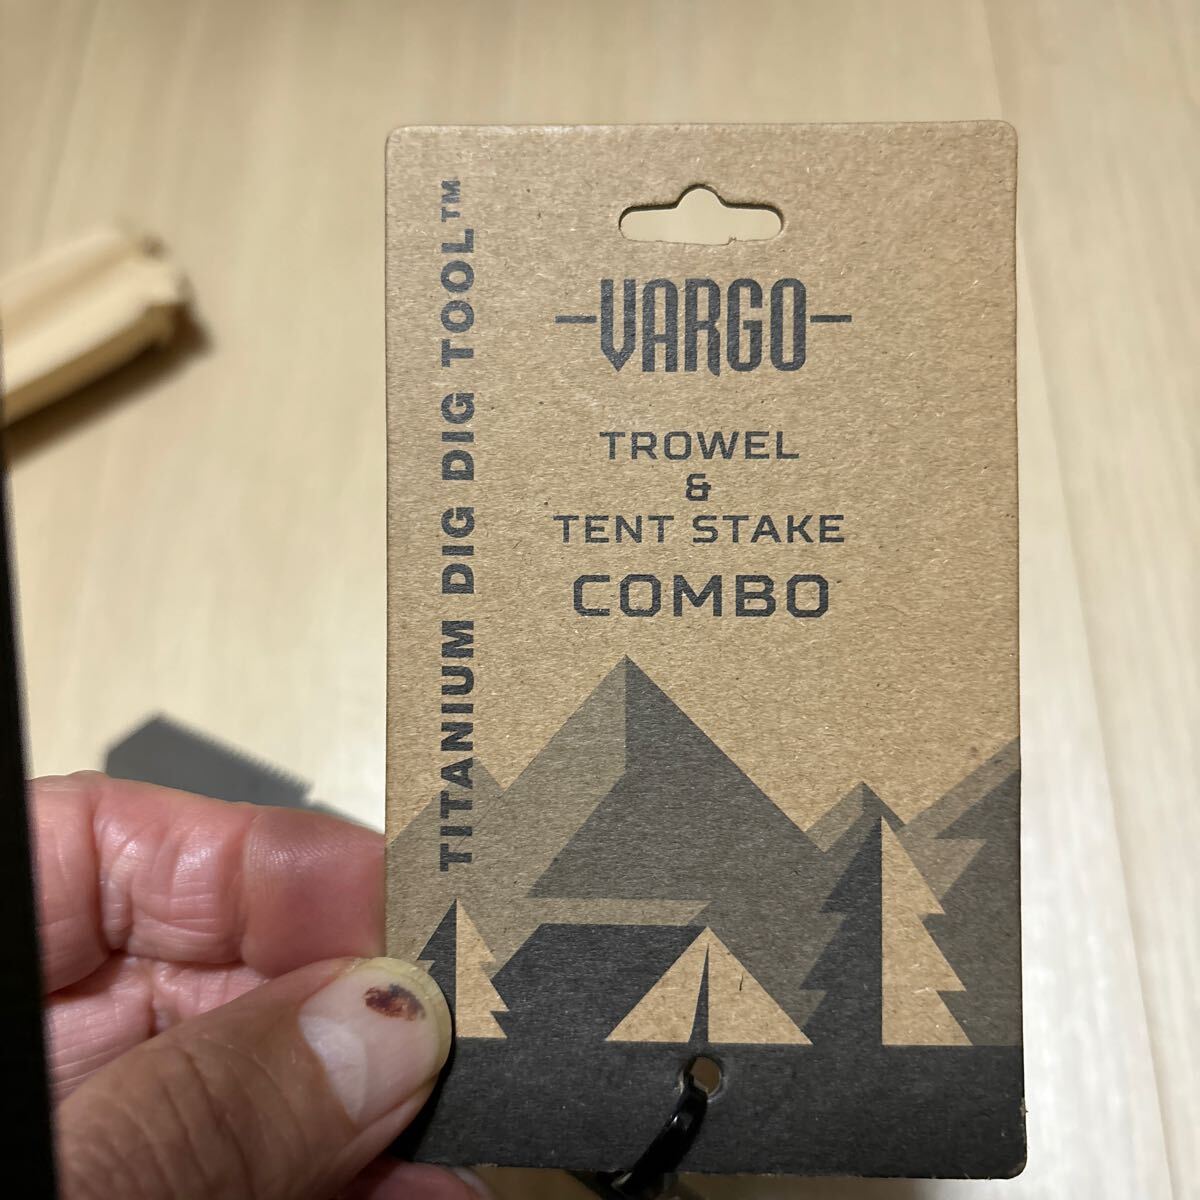 TITANIUM DIG DIG TOOL™
VARGO
TROWEL
&
TENT STAKE
COMBO